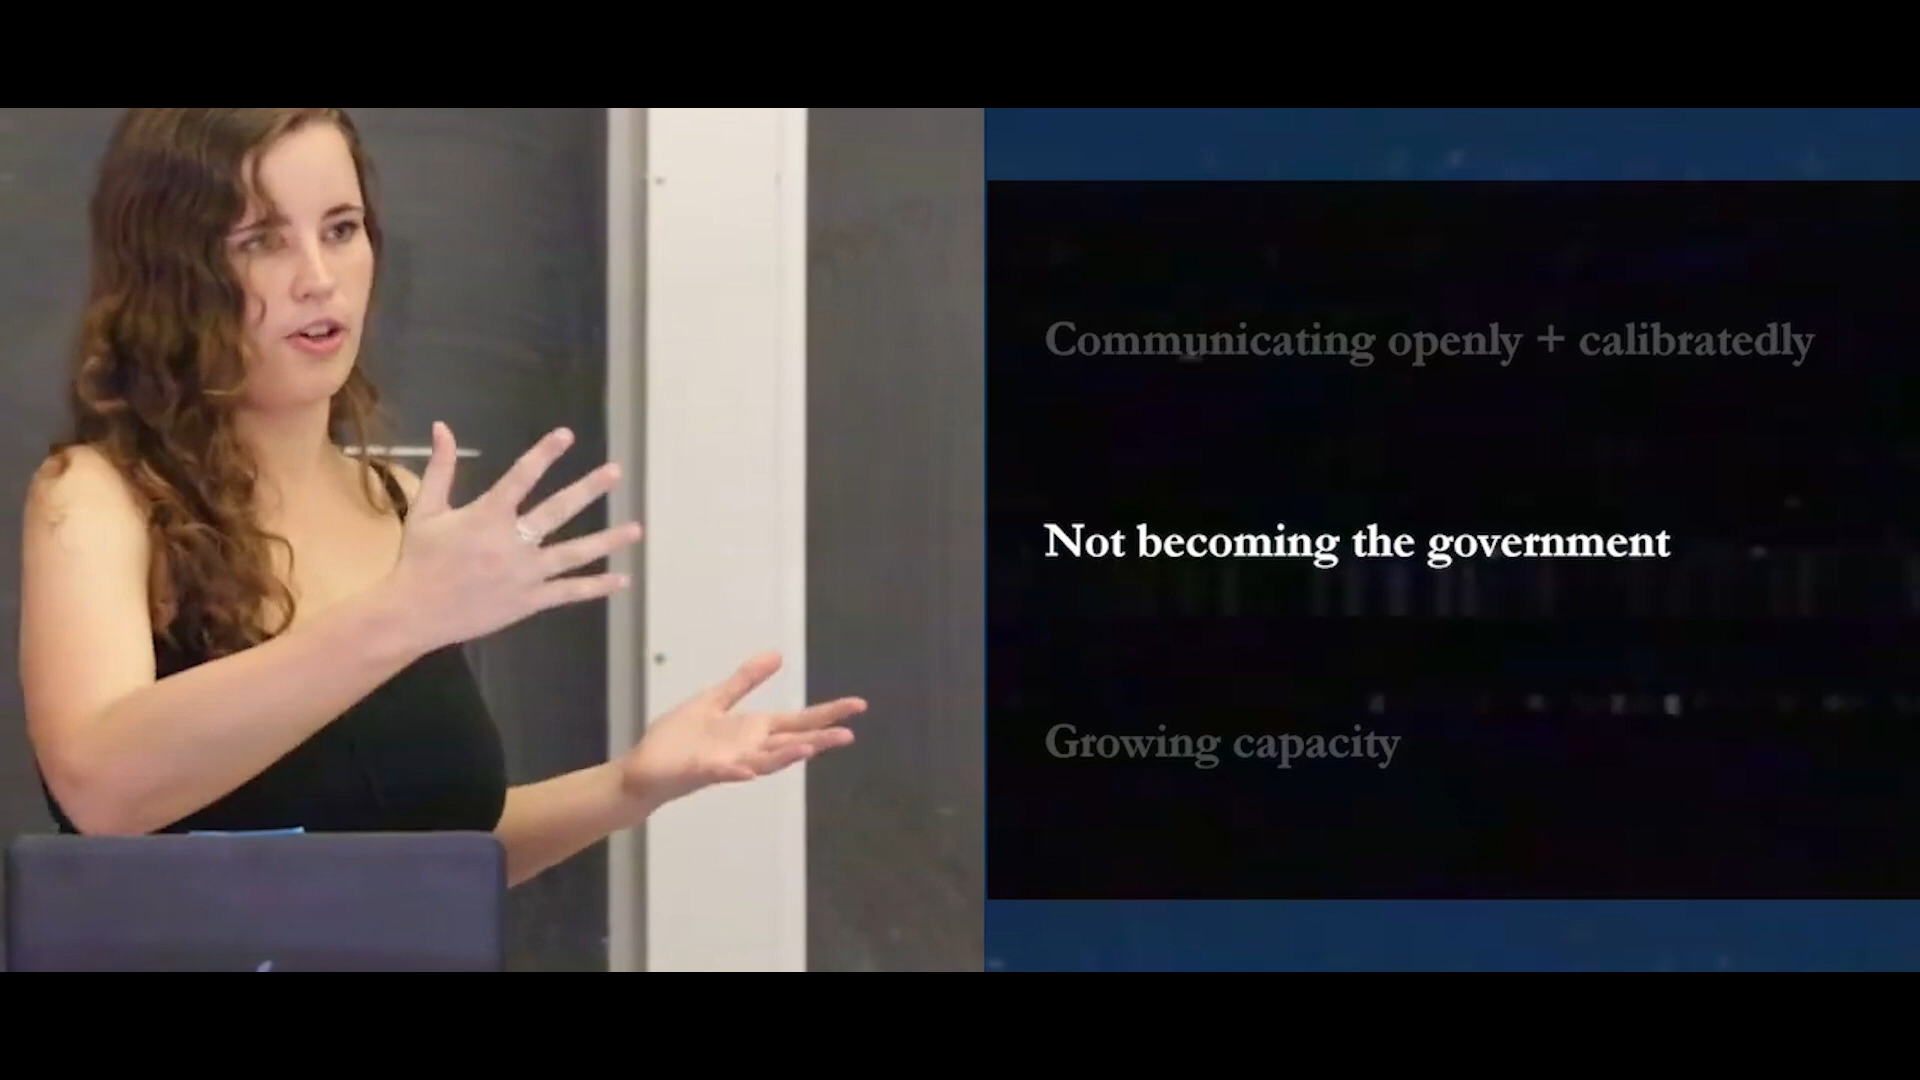 Communicating openly + calibratedly
Not becoming the government
Growing capacity